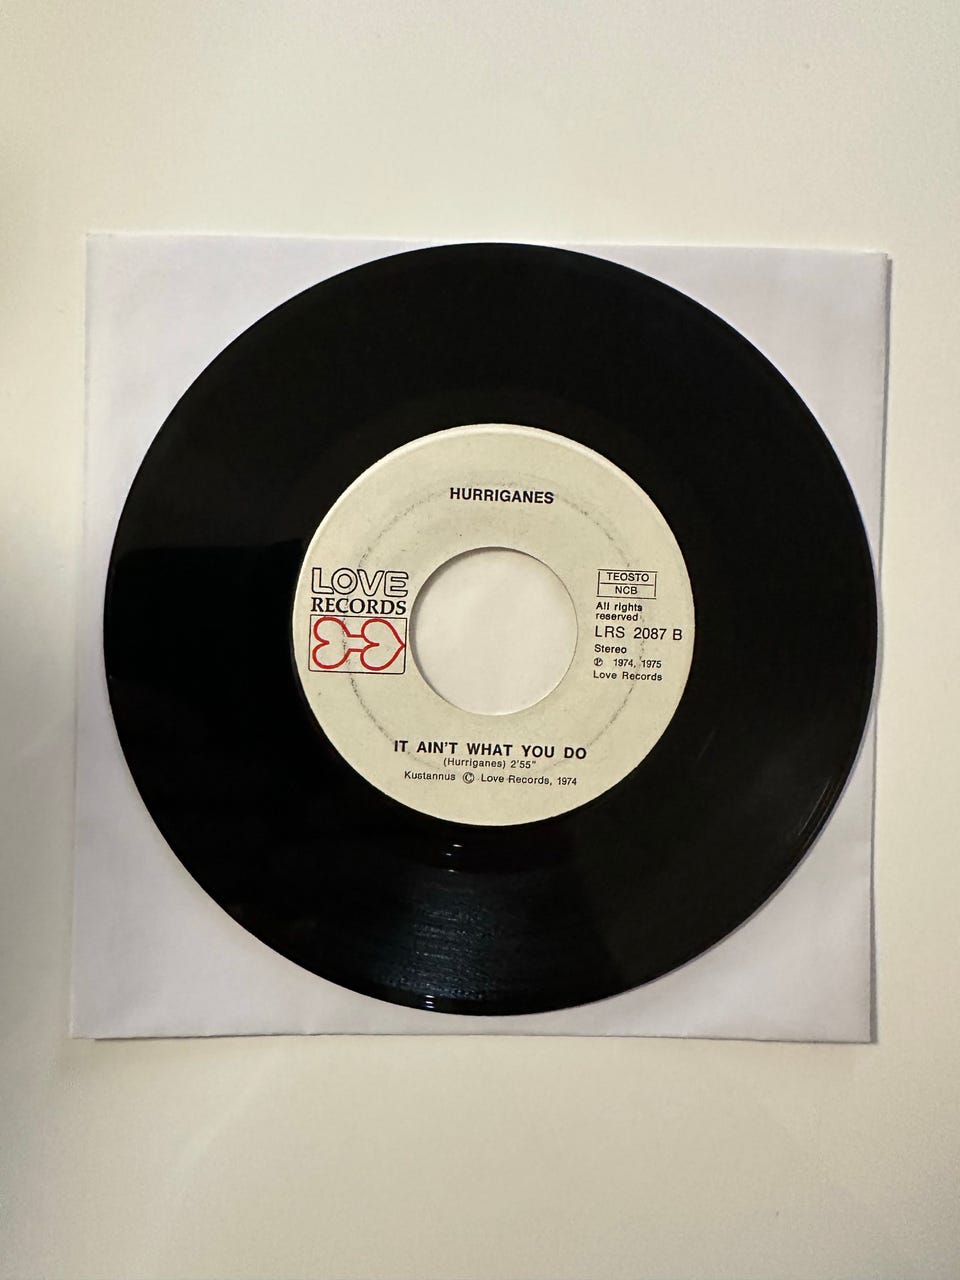 HURRIGANES
LOVE
RECORDS
TEOSTO
NCB
All rights
reserved
LRS 2087 B
Stereo
℗ 1974, 1975
Love Records
IT AIN'T WHAT YOU DO
(Hurriganes) 2'55"
Kustannus © Love Records, 1974